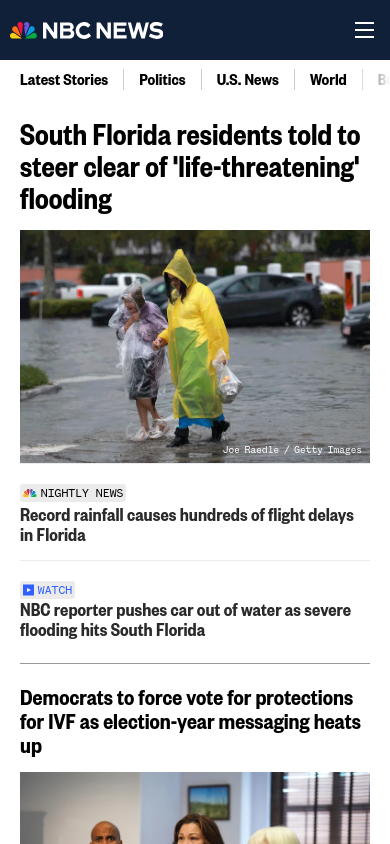 NBC NEWS
Latest Stories
Politics
U.S. News
World
South Florida residents told to
steer clear of 'life-threatening'
flooding
Joe Raedle / Getty Images
NIGHTLY NEWS
Record rainfall causes hundreds of flight delays
in Florida
WATCH
NBC reporter pushes car out of water as severe
flooding hits South Florida
Democrats to force vote for protections
for IVF as election-year messaging heats
up